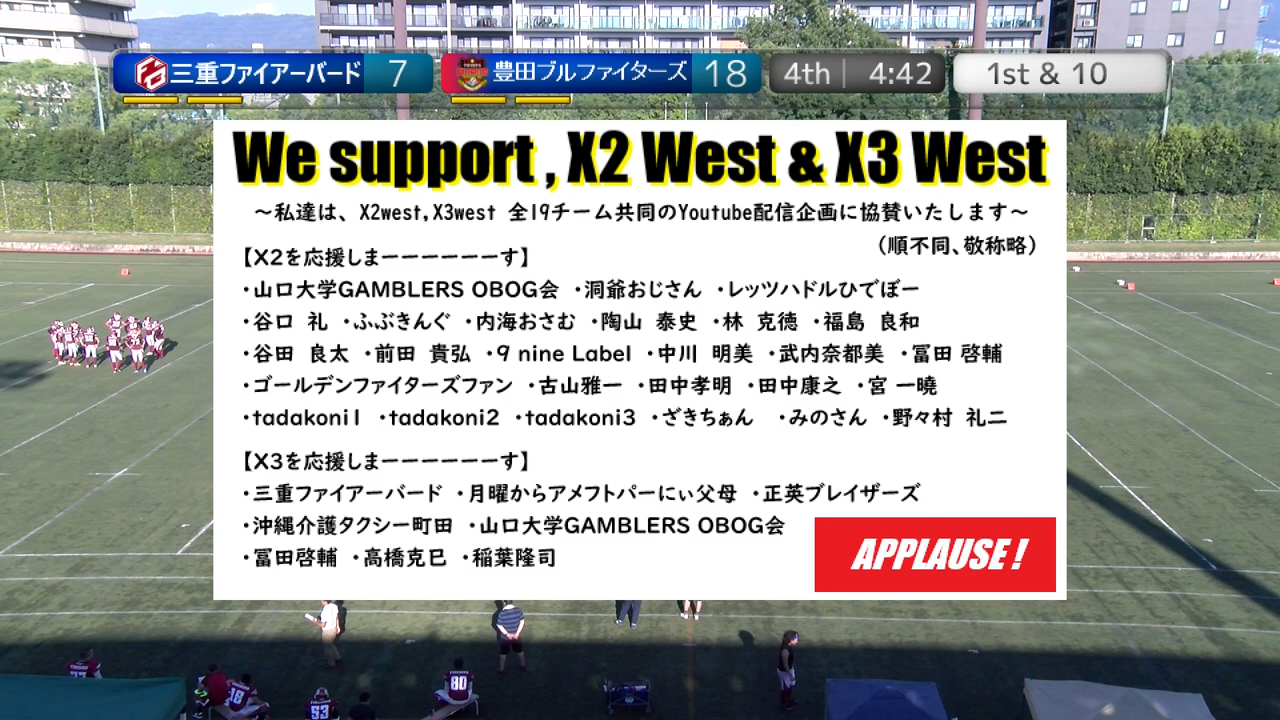 三重ファイアーバード 7 豊田ブルファイターズ 18 4th 4:42 1st & 10
We support , X2 West & X3 West
～私達は、X2west,X3west 全19チーム共同のYoutube配信企画に協賛いたします～
（順不同、敬称略）
【X2を応援しまーーーーーーす】
・山口大学GAMBLERS OBOG会 ・洞爺おじさん ・レッツハドルひでぼー
・谷口 礼 ・ふぶきんぐ ・内海おさむ ・陶山 泰史 ・林 克徳 ・福島 良和
・谷田 良太 ・前田 貴弘 ・9 nine Label ・中川 明美 ・武内奈都美 ・冨田 啓輔
・ゴールデンファイターズファン ・古山雅一 ・田中孝明 ・田中康之 ・宮 一曉
・tadakoni1 ・tadakoni2 ・tadakoni3 ・ざきちぁん ・みのさん ・野々村 礼二
【X3を応援しまーーーーーーす】
・三重ファイアーバード ・月曜からアメフトパーにぃ父母 ・正英ブレイザーズ
・沖縄介護タクシー町田 ・山口大学GAMBLERS OBOG会
・冨田啓輔 ・高橋克巳 ・稲葉隆司
APPLAUSE!
80
18
53